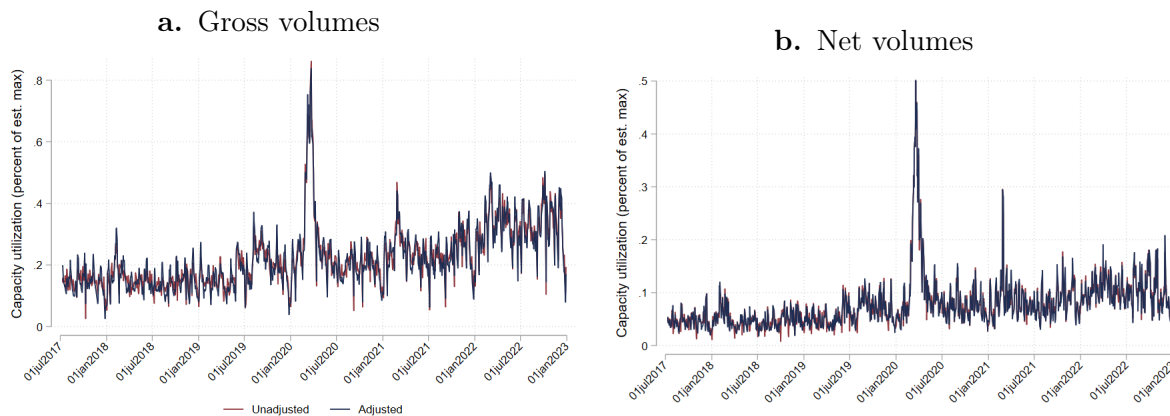 a. Gross volumes
Capacity utilization (percent of est. max)
.8
.6
.4
.2
0
01jul2017
01jan2018
01jul2018
01jan2019
01jul2019
01jan2020
01jul2020
01jan2021
01jul2021
01jan2022
01jul2022
01jan2023
Unadjusted Adjusted
b. Net volumes
Capacity utilization (percent of est. max)
.5
.4
.3
.2
.1
0
01jul2017
01jan2018
01jul2018
01jan2019
01jul2019
01jan2020
01jul2020
01jan2021
01jul2021
01jan2022
01jul2022